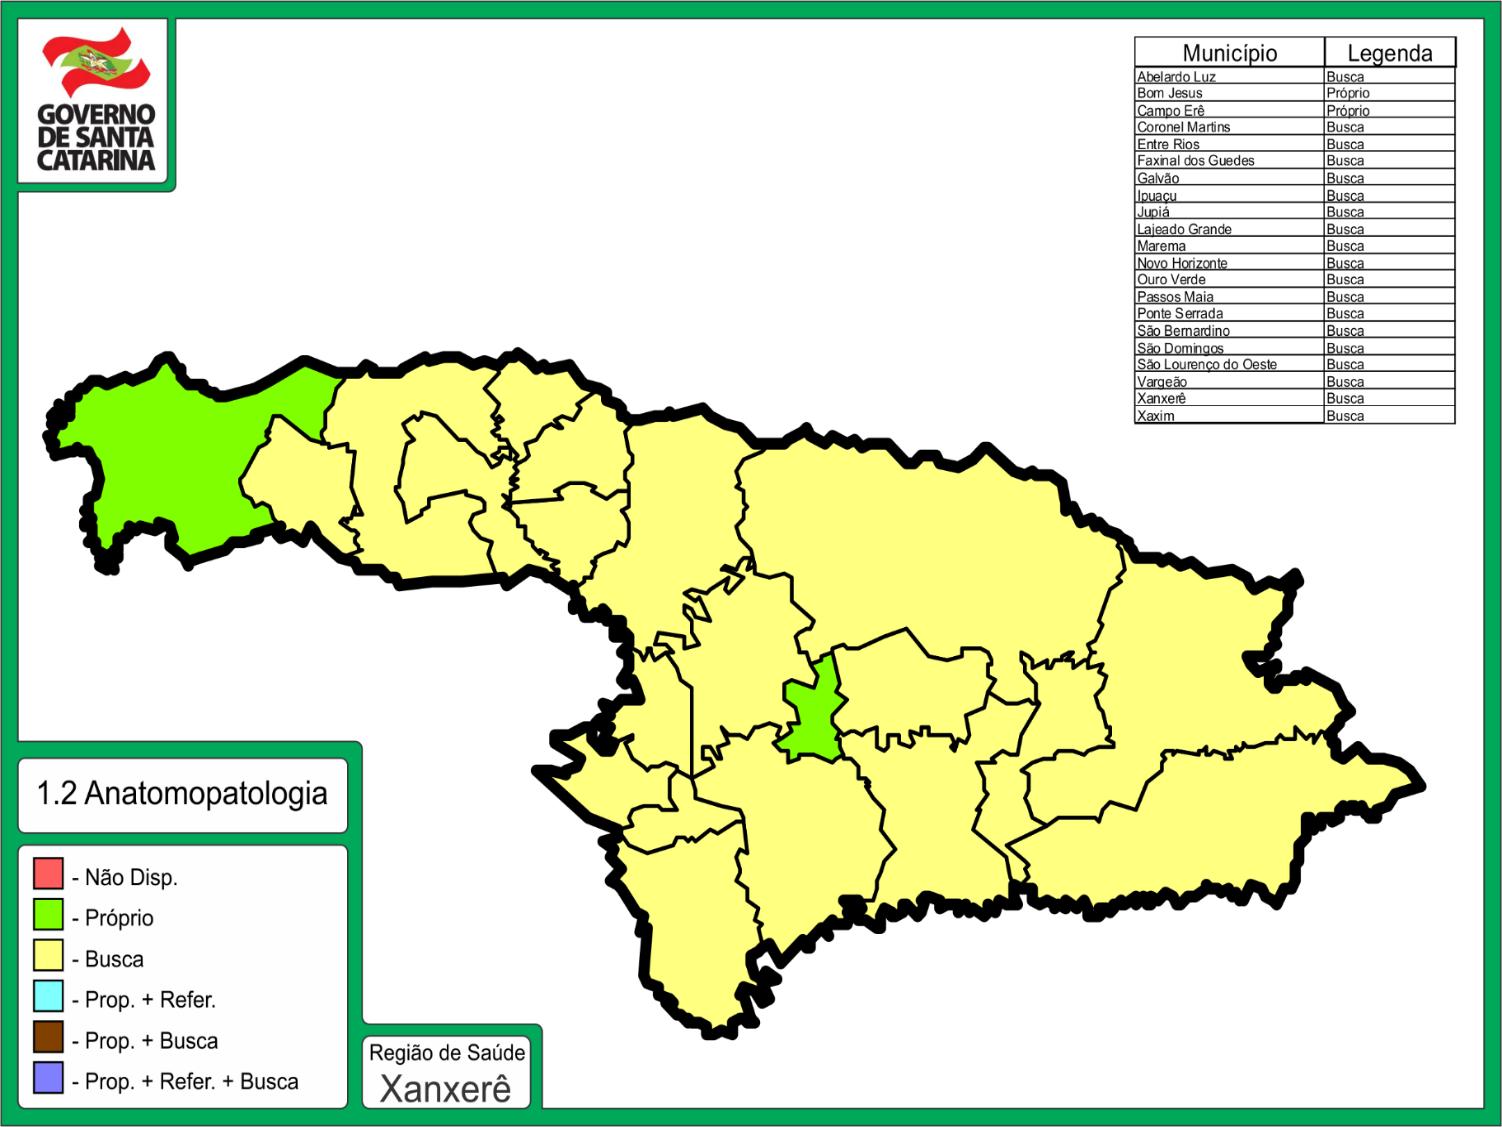 GOVERNO
DE SANTA
CATARINA
Município Legenda
Abelardo Luz Busca
Bom Jesus Próprio
Campo Erê Próprio
Coronel Martins Busca
Entre Rios Busca
Faxinal dos Guedes Busca
Galvão Busca
Ipuaçu Busca
Jupiá Busca
Lajeado Grande Busca
Marema Busca
Novo Horizonte Busca
Ouro Verde Busca
Passos Maia Busca
Ponte Serrada Busca
São Bernardino Busca
São Domingos Busca
São Lourenço do Oeste Busca
Vargeão Busca
Xanxerê Busca
Xaxim Busca
1.2 Anatomopatologia
- Não Disp.
- Próprio
- Busca
- Prop. + Refer.
- Prop. + Busca
- Prop. + Refer. + Busca
Região de Saúde
Xanxerê